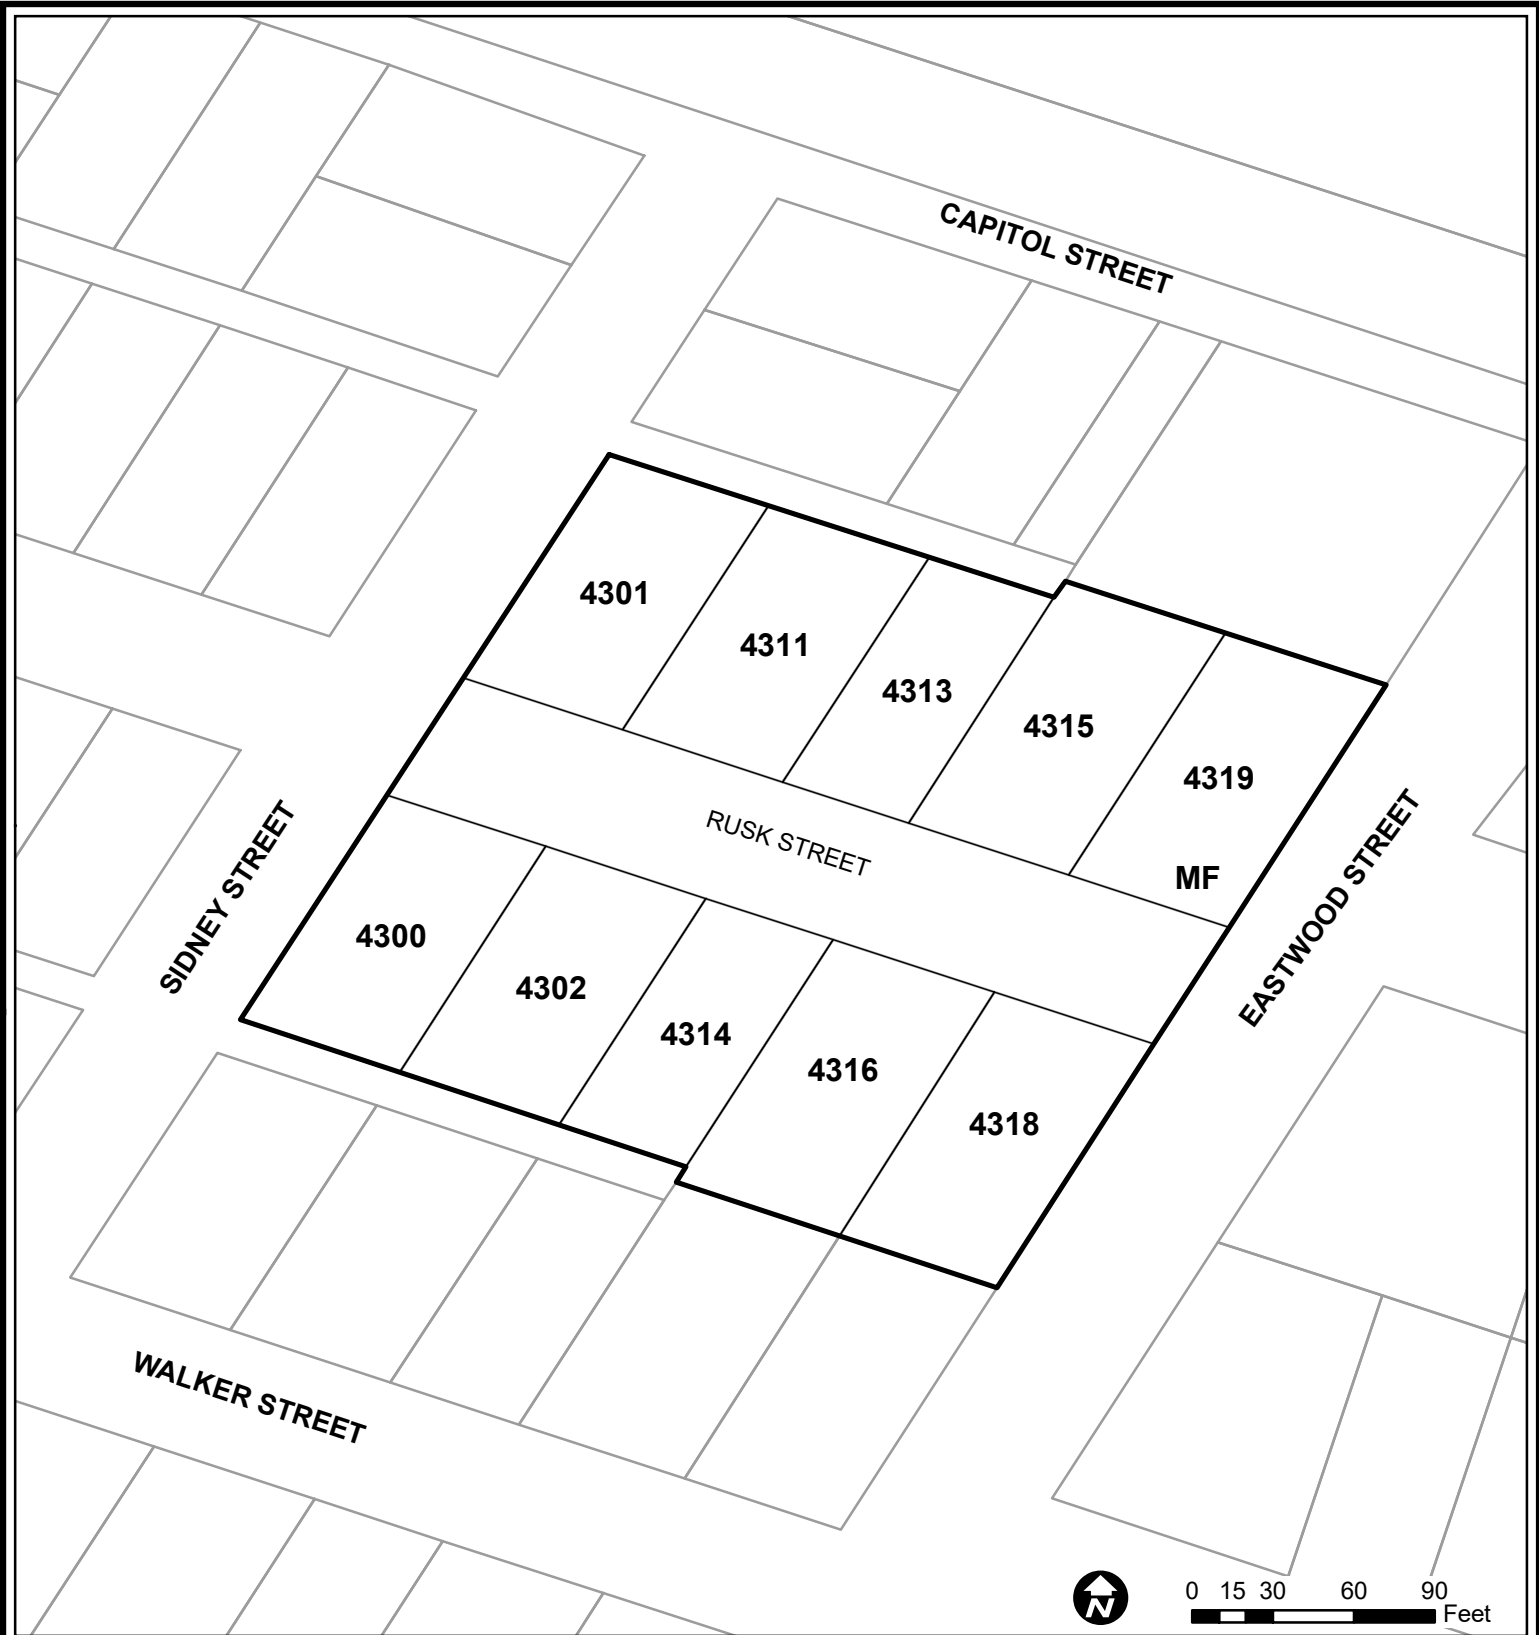 CAPITOL STREET
4301
4311
4313
4315
4319
MF
RUSK STREET
SIDNEY STREET
EASTWOOD STREET
4300
4302
4314
4316
4318
WALKER STREET
N
0 15 30 60 90
Feet